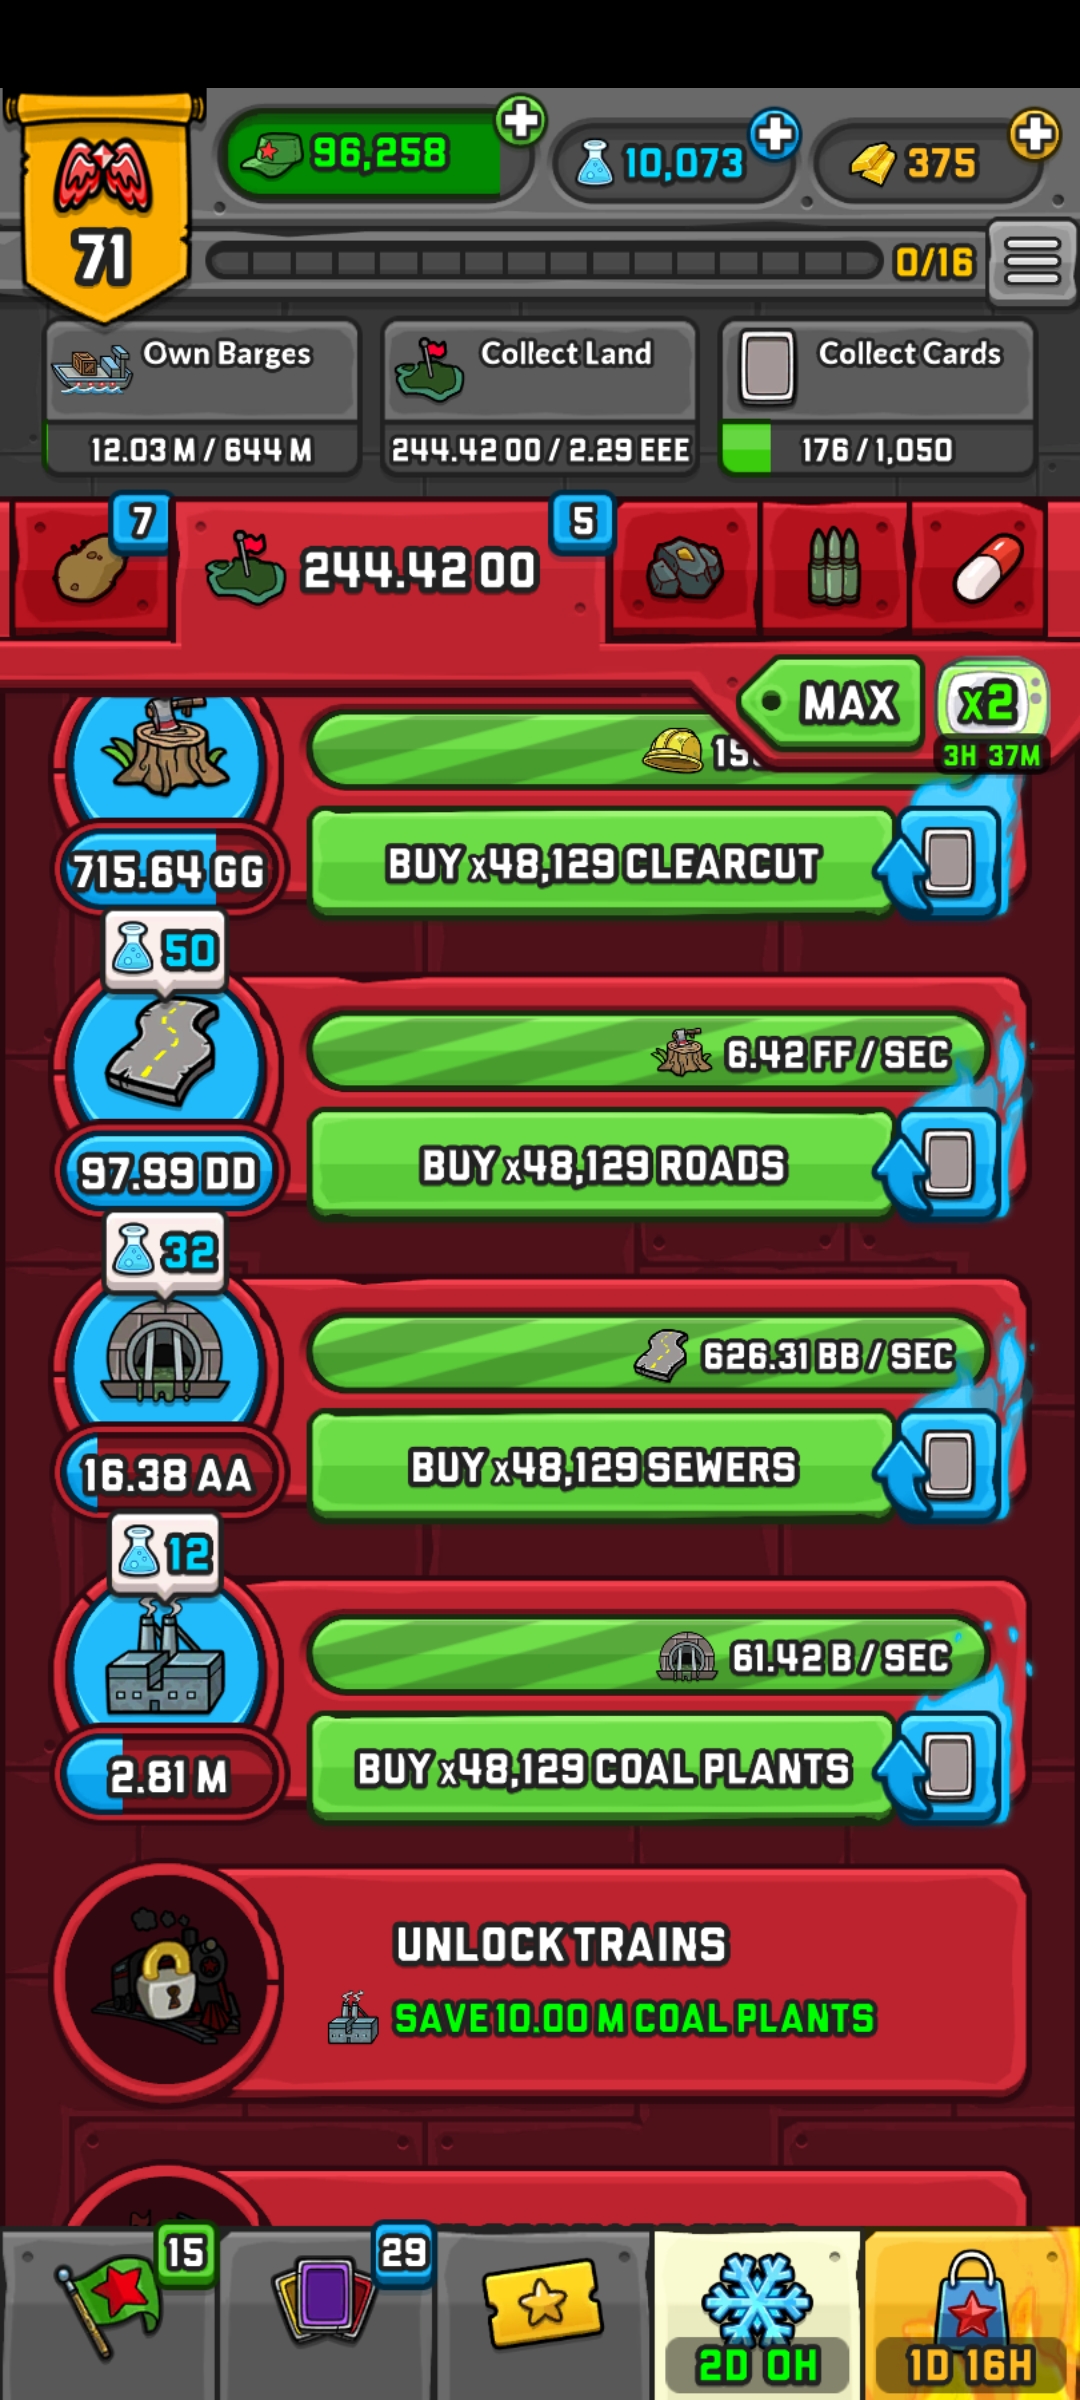 96,258
10,073
375
71
0/16
Own Barges
12.03 M / 644 M
Collect Land
244.42 OO / 2.29 EEE
Collect Cards
176 / 1,050
7
244.42 OO
5
MAX
x2
3H 37M
715.64 GG
BUY x48,129 CLEARCUT
50
6.42 FF / SEC
97.99 DD
BUY x48,129 ROADS
32
626.31 BB / SEC
16.38 AA
BUY x48,129 SEWERS
12
61.42 B / SEC
2.81 M
BUY x48,129 COAL PLANTS
UNLOCK TRAINS
SAVE 10.00 M COAL PLANTS
15
29
2D 0H
1D 16H